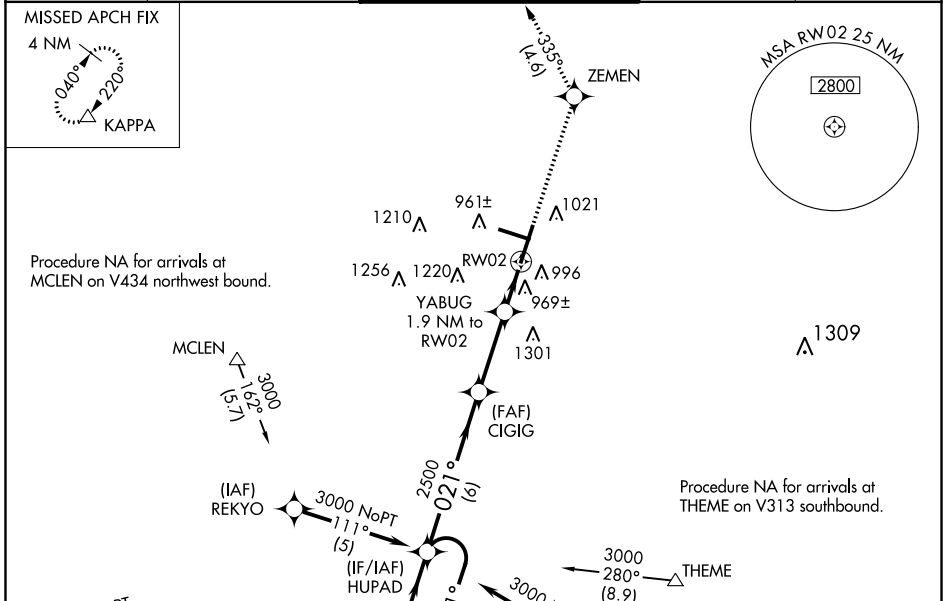 MISSED APCH FIX
4 NM
040°
220°
KAPPA
335°
(4.6)
ZEMEN
MSA RW02 25 NM
2800
1210
961±
1021
Procedure NA for arrivals at
MCLEN on V434 northwest bound.
1256
1220
RW02
996
969±
YABUG
1.9 NM to
RW02
1301
1309
MCLEN
3000
162°
(5.7)
(FAF)
CIGIG
2500
021°
(6)
Procedure NA for arrivals at
THEME on V313 southbound.
(IAF)
REKYO
3000 NoPT
111°
(5)
(IF/IAF)
HUPAD
3000
280°
(8.9)
THEME
3000